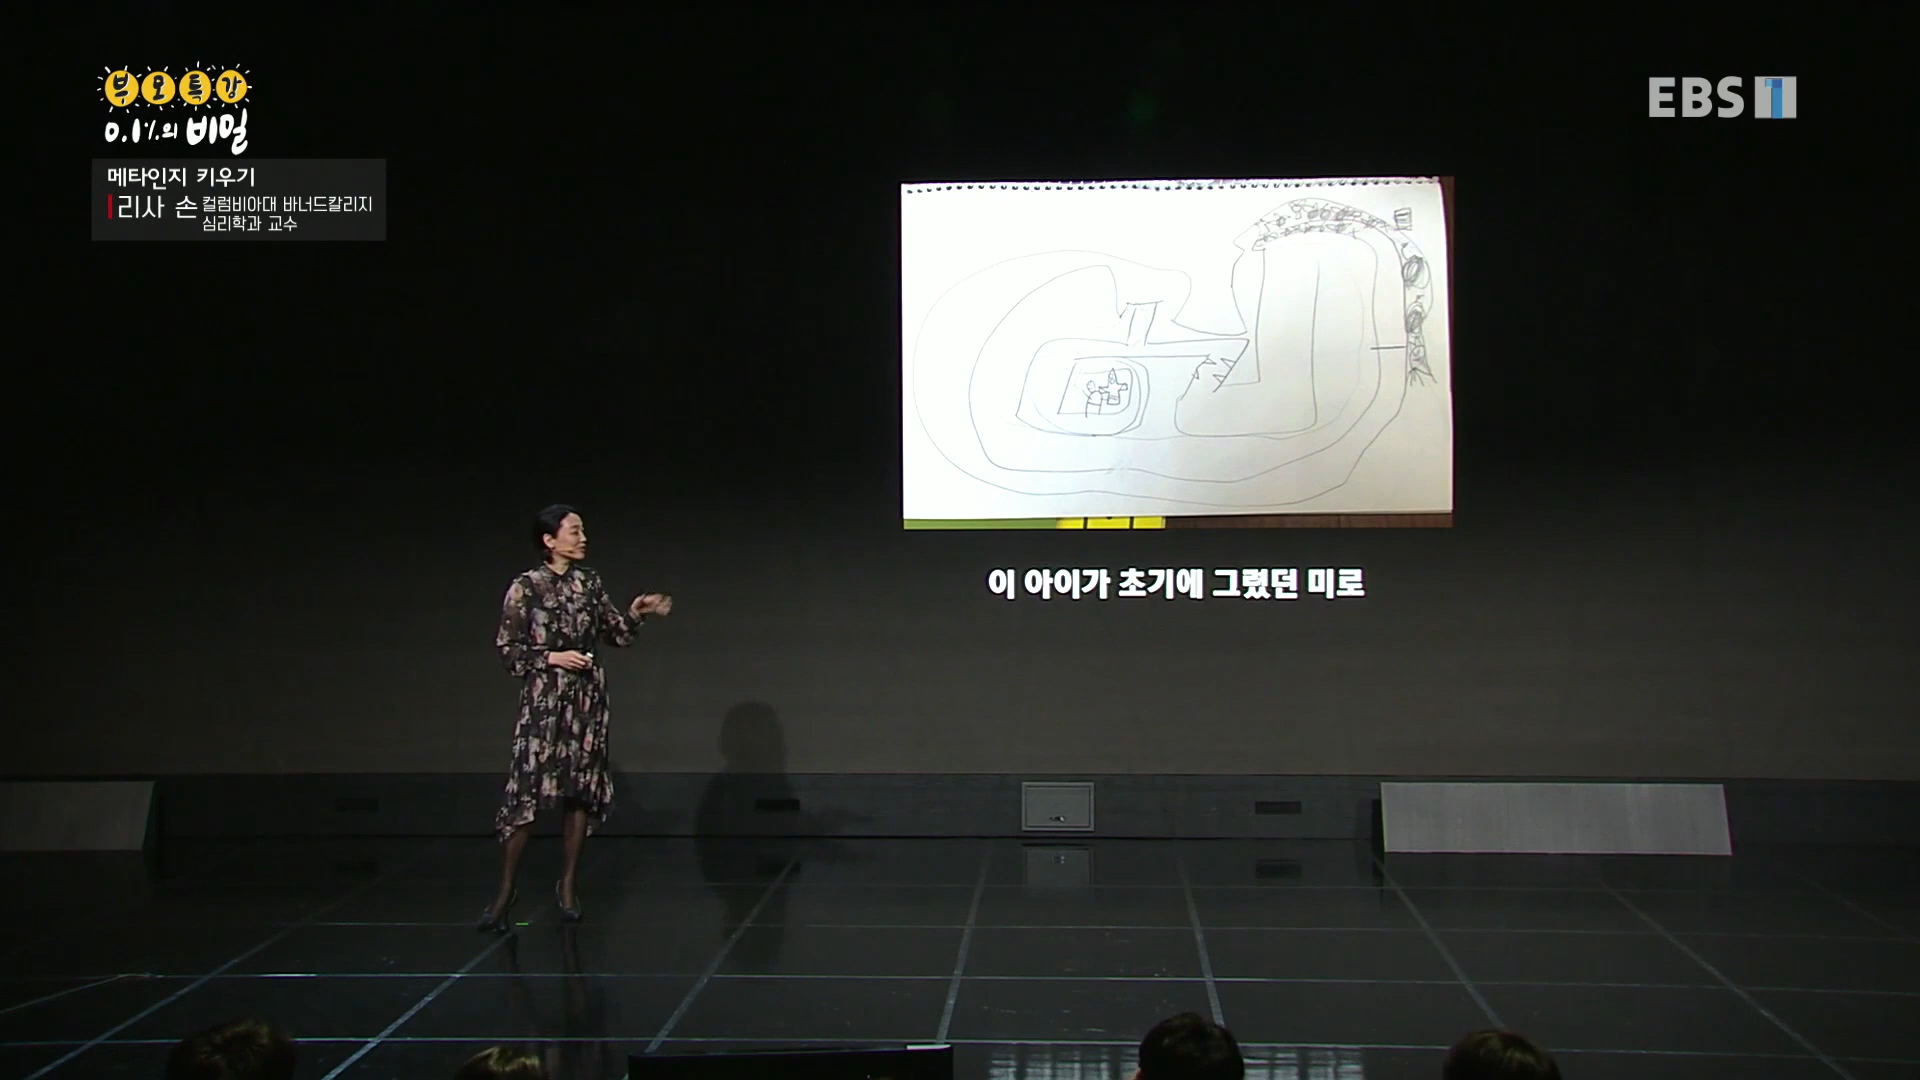 부모특강
0.1%의 비밀
EBS 1
메타인지 키우기
리사 손 컬럼비아대 바너드칼리지
심리학과 교수
이 아이가 초기에 그렸던 미로